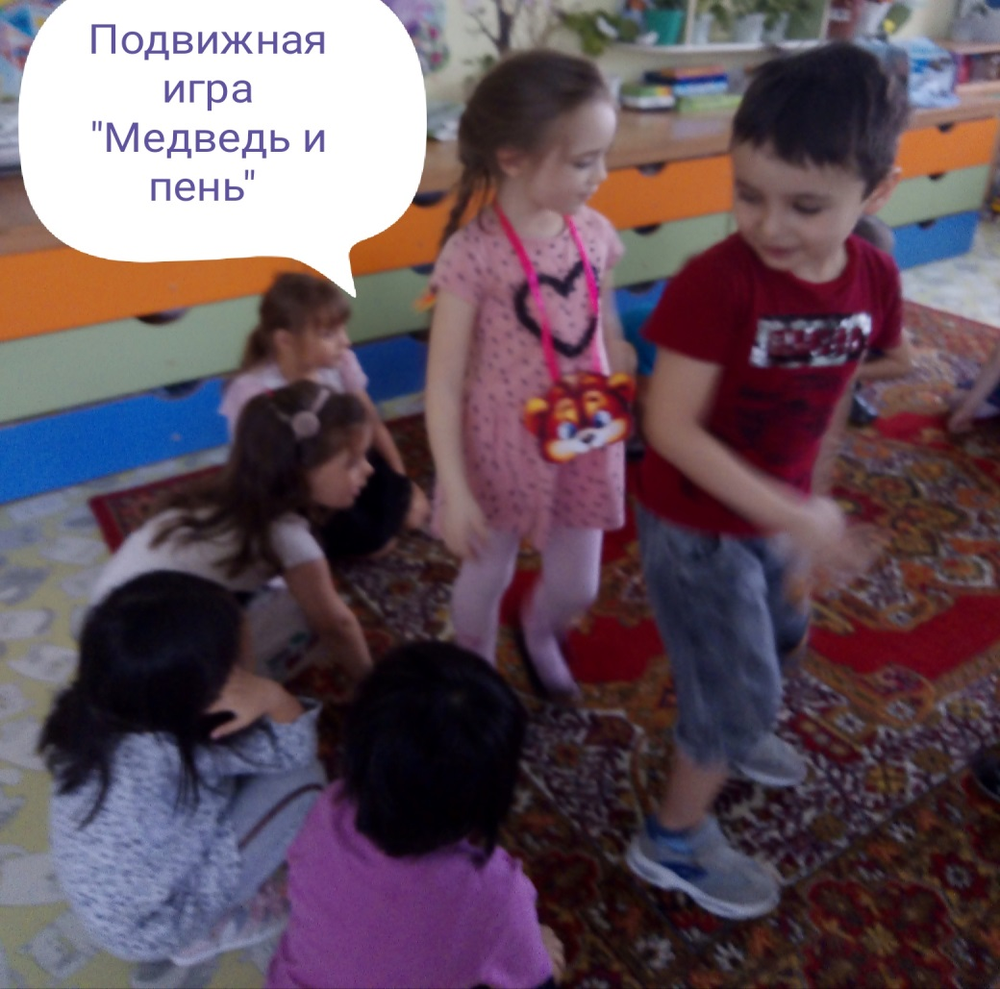 Подвижная
игра
"Медведь и
пень"